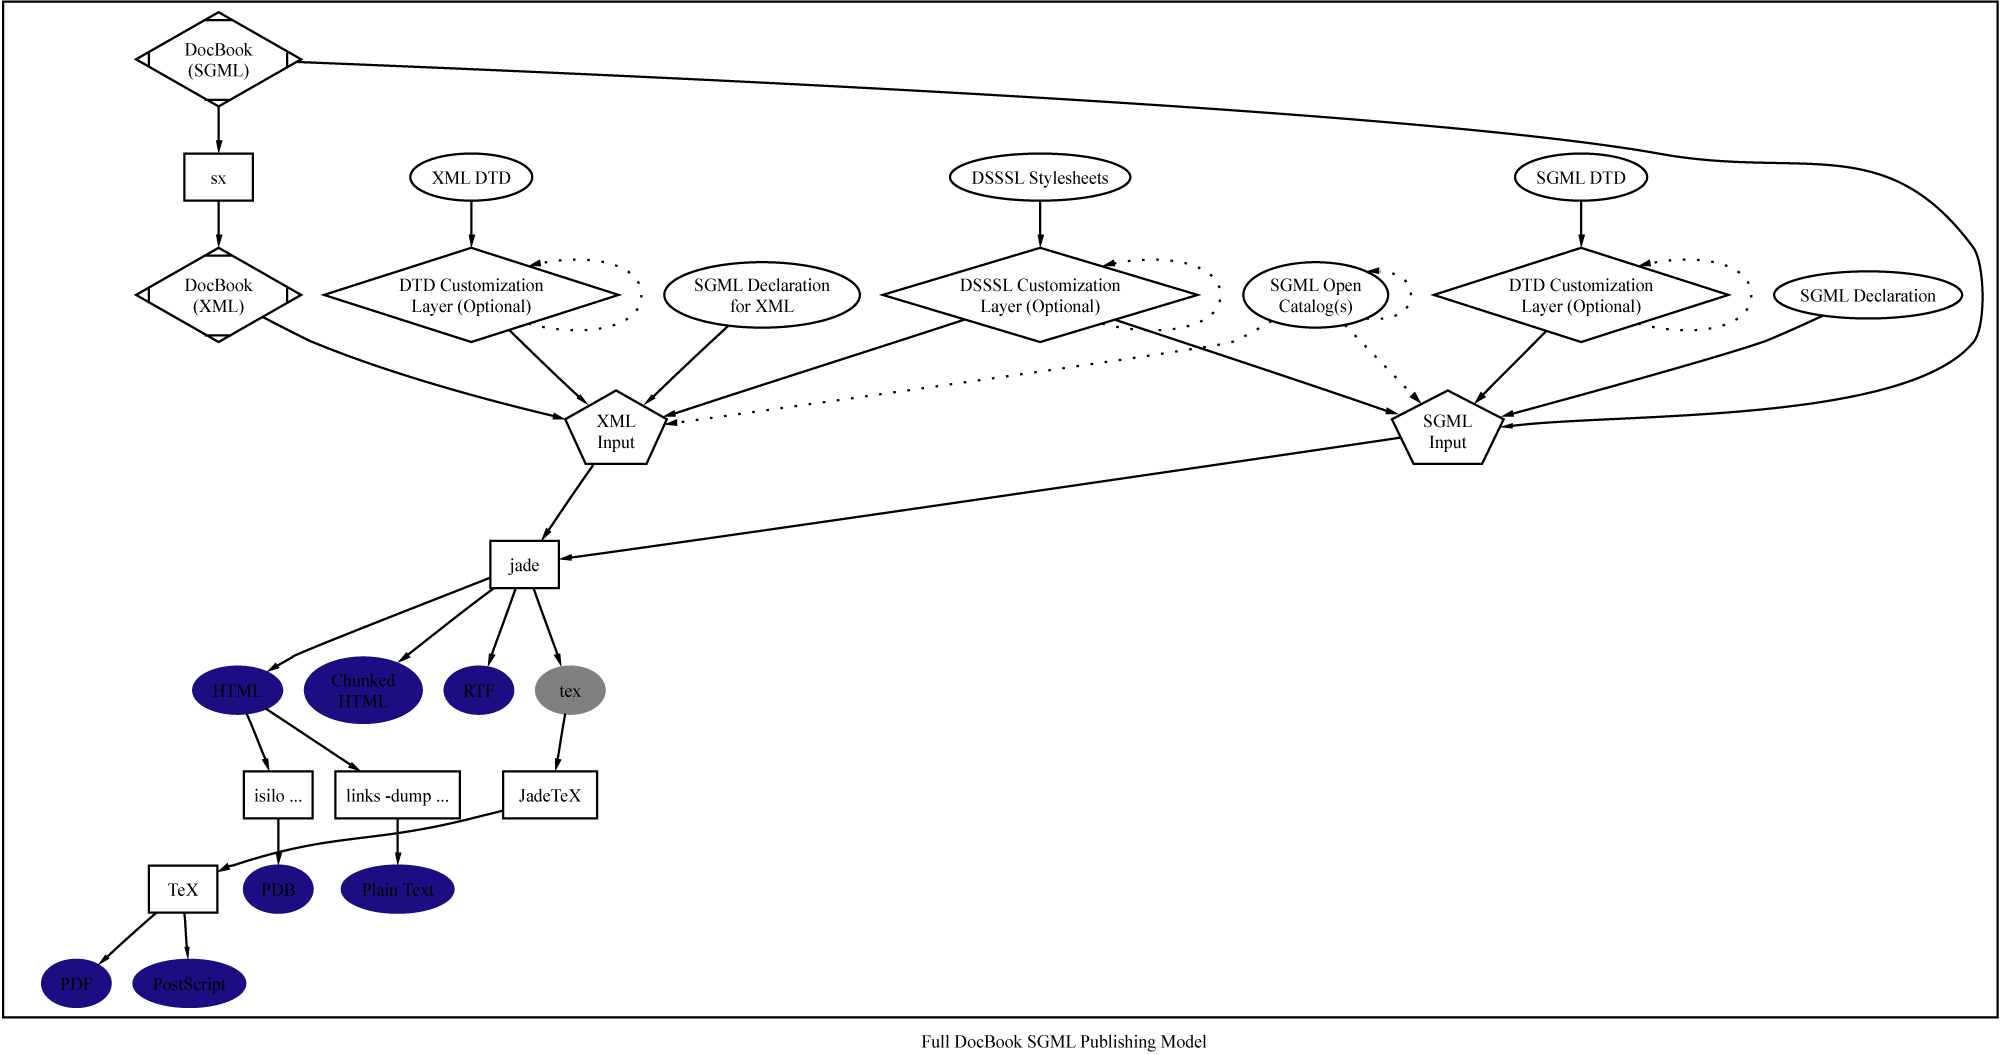 DocBook
(SGML)
sx
XML DTD
DSSSL Stylesheets
SGML DTD
DocBook
(XML)
DTD Customization
Layer (Optional)
SGML Declaration
for XML
DSSSL Customization
Layer (Optional)
SGML Open
Catalog(s)
DTD Customization
Layer (Optional)
SGML Declaration
XML
Input
SGML
Input
jade
HTML
Chunked
HTML
RTF
tex
isilo ...
links -dump ...
JadeTeX
TeX
PDB
Plain Text
PDF
PostScript
Full DocBook SGML Publishing Model